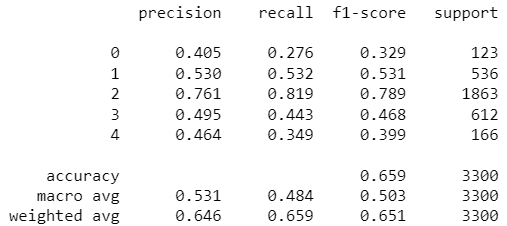 precision recall f1-score support
0 0.405 0.276 0.329 123
1 0.530 0.532 0.531 536
2 0.761 0.819 0.789 1863
3 0.495 0.443 0.468 612
4 0.464 0.349 0.399 166
accuracy 0.659 3300
macro avg 0.531 0.484 0.503 3300
weighted avg 0.646 0.659 0.651 3300